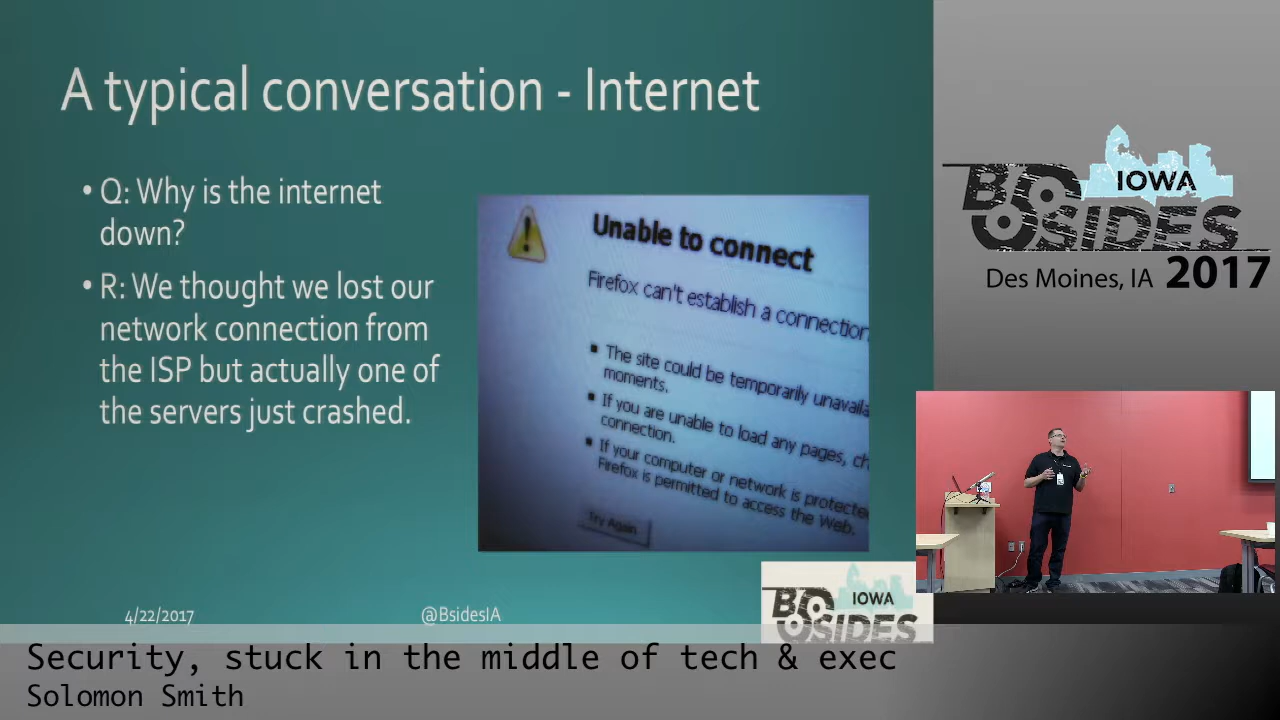 A typical conversation - Internet
• Q: Why is the internet
down?
• R: We thought we lost our
network connection from
the ISP but actually one of
the servers just crashed.
Unable to connect
Firefox can't establish a connection
The site could be temporarily
moments.
If you are unable to load any pages,
connection.
If your computer or network is
Firefox is permitted to access the Web.
Try Again
4/22/2017
@BsidesIA
IOWA
BSIDES
IOWA
BSIDES
Des Moines, IA 2017
Security, stuck in the middle of tech & exec
Solomon Smith